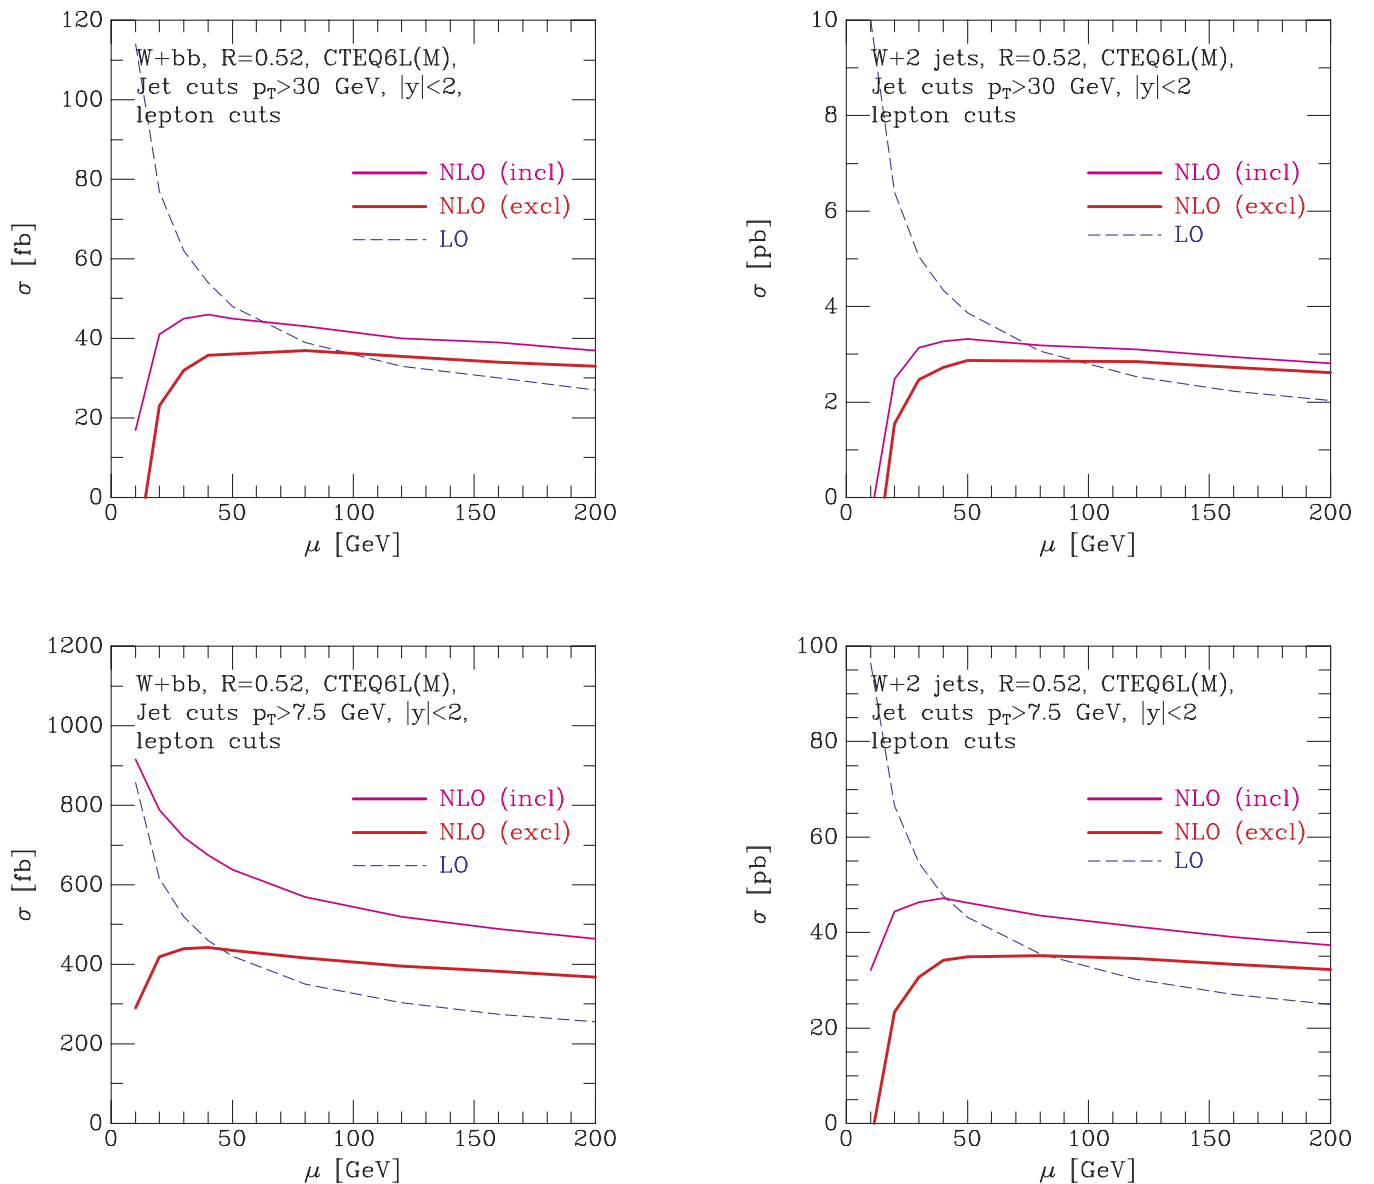 W+bb, R=0.52, CTEQ6L(M),
Jet cuts pT>30 GeV, |y|<2,
lepton cuts
NLO (incl)
NLO (excl)
LO
σ [fb]
120
100
80
60
40
20
0
0 50 100 150 200
μ [GeV]
W+2 jets, R=0.52, CTEQ6L(M),
Jet cuts pT>30 GeV, |y|<2
lepton cuts
NLO (incl)
NLO (excl)
LO
σ [pb]
10
8
6
4
2
0
0 50 100 150 200
μ [GeV]
W+bb, R=0.52, CTEQ6L(M),
Jet cuts pT>7.5 GeV, |y|<2,
lepton cuts
NLO (incl)
NLO (excl)
LO
σ [fb]
1200
1000
800
600
400
200
0
0 50 100 150 200
μ [GeV]
W+2 jets, R=0.52, CTEQ6L(M),
Jet cuts pT>7.5 GeV, |y|<2
lepton cuts
NLO (incl)
NLO (excl)
LO
σ [pb]
100
80
60
40
20
0
0 50 100 150 200
μ [GeV]